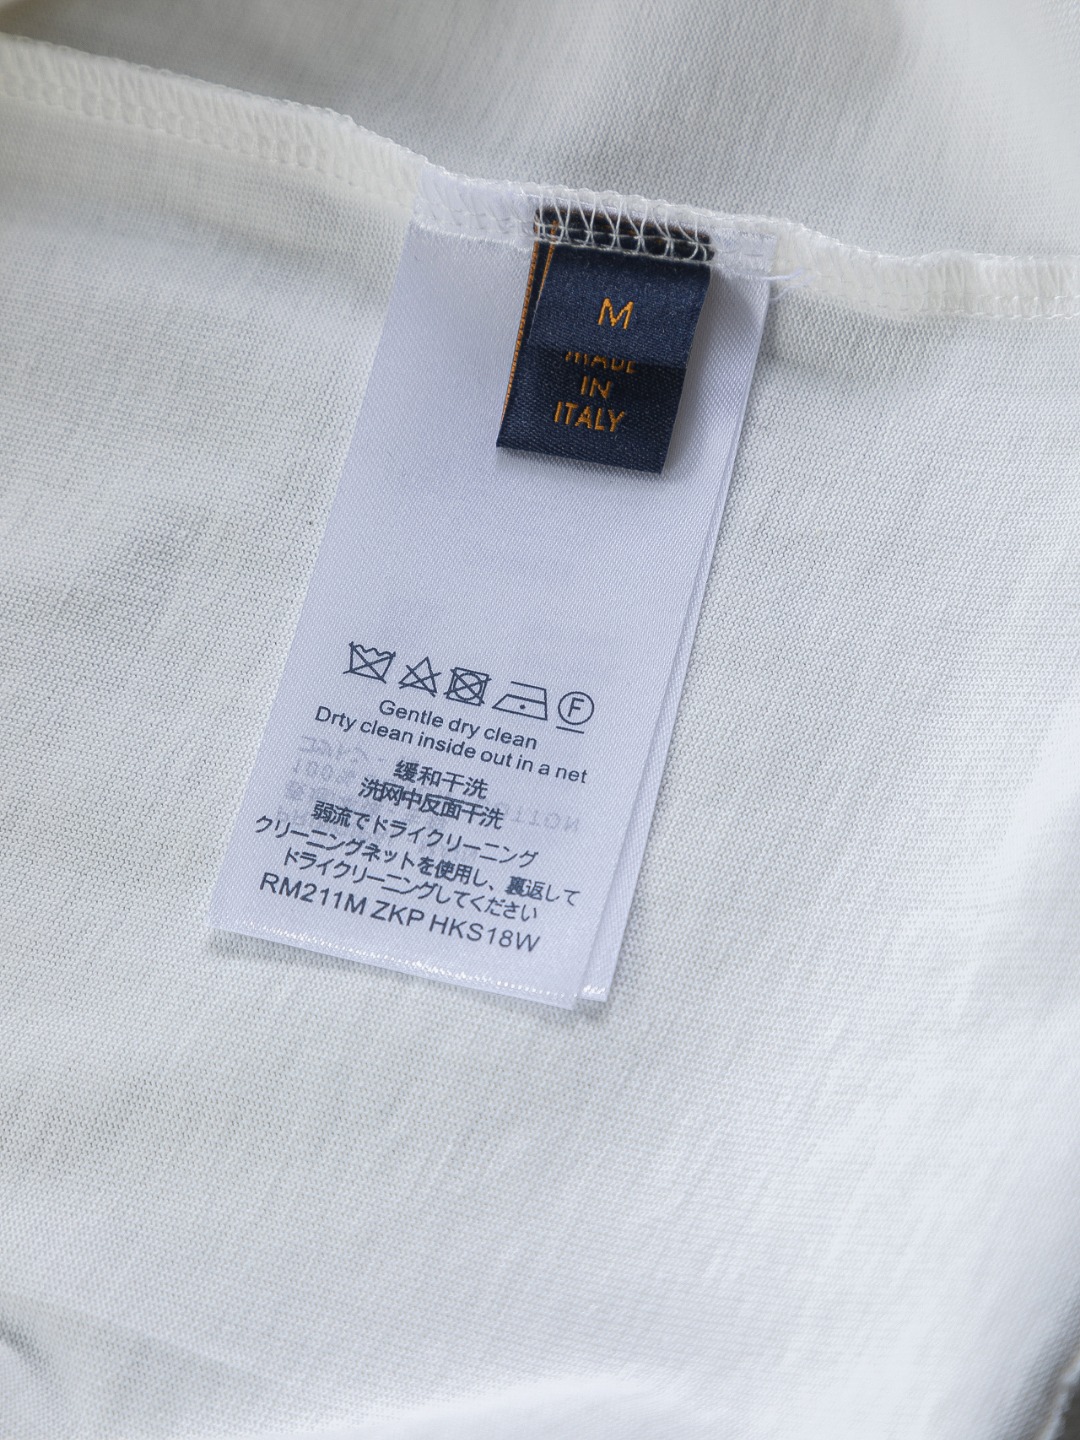 M
MADE
IN
ITALY
F
Gentle dry clean
Drty clean inside out in a net
缓和干洗
洗网中反面干洗
弱流でドライクリーニング
クリーニングネットを使用し、裏返して
ドライクリーニングしてください
RM211M ZKP HKS18W